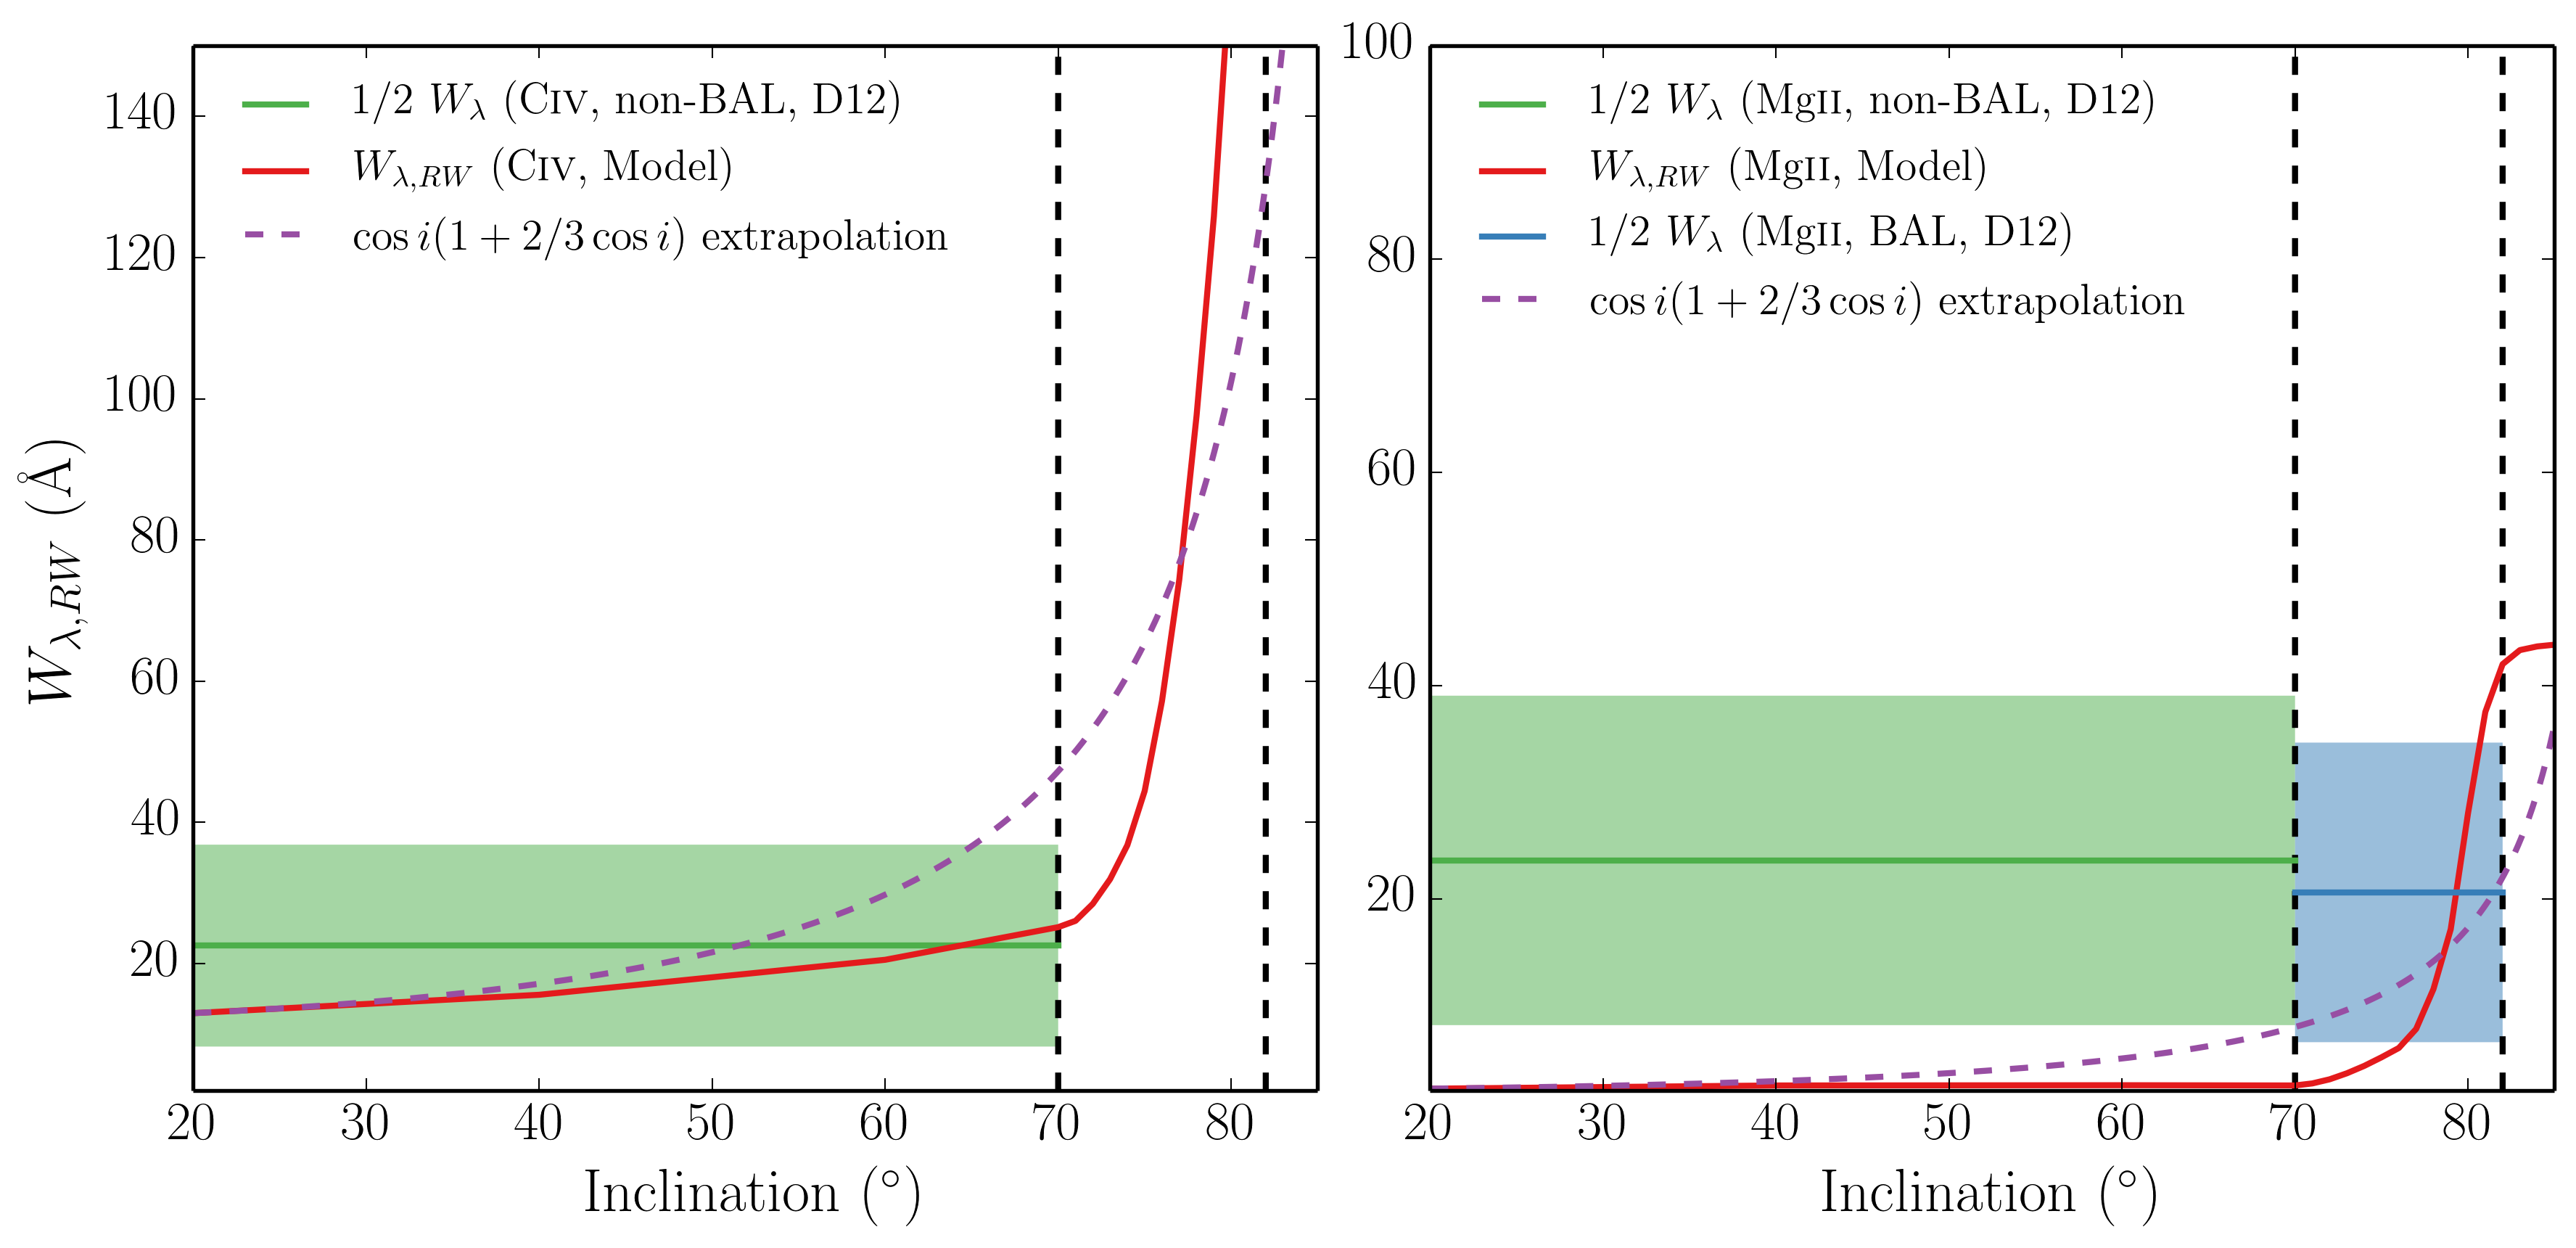 1/2 W_λ (CIV, non-BAL, D12)
W_λ,RW (CIV, Model)
cos i(1 + 2/3 cos i) extrapolation
140
120
100
80
60
40
20
W_λ,RW (Å)
20 30 40 50 60 70 80
Inclination (°)
1/2 W_λ (MgII, non-BAL, D12)
W_λ,RW (MgII, Model)
1/2 W_λ (MgII, BAL, D12)
cos i(1 + 2/3 cos i) extrapolation
100
80
60
40
20
20 30 40 50 60 70 80
Inclination (°)